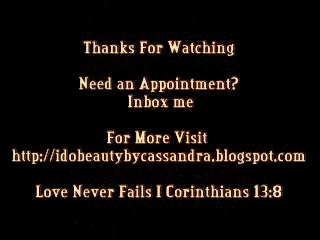 Thanks For Watching
Need an Appointment?
Inbox me
For More Visit
http://idobeautybycassandra.blogspot.com
Love Never Fails I Corinthians 13:8